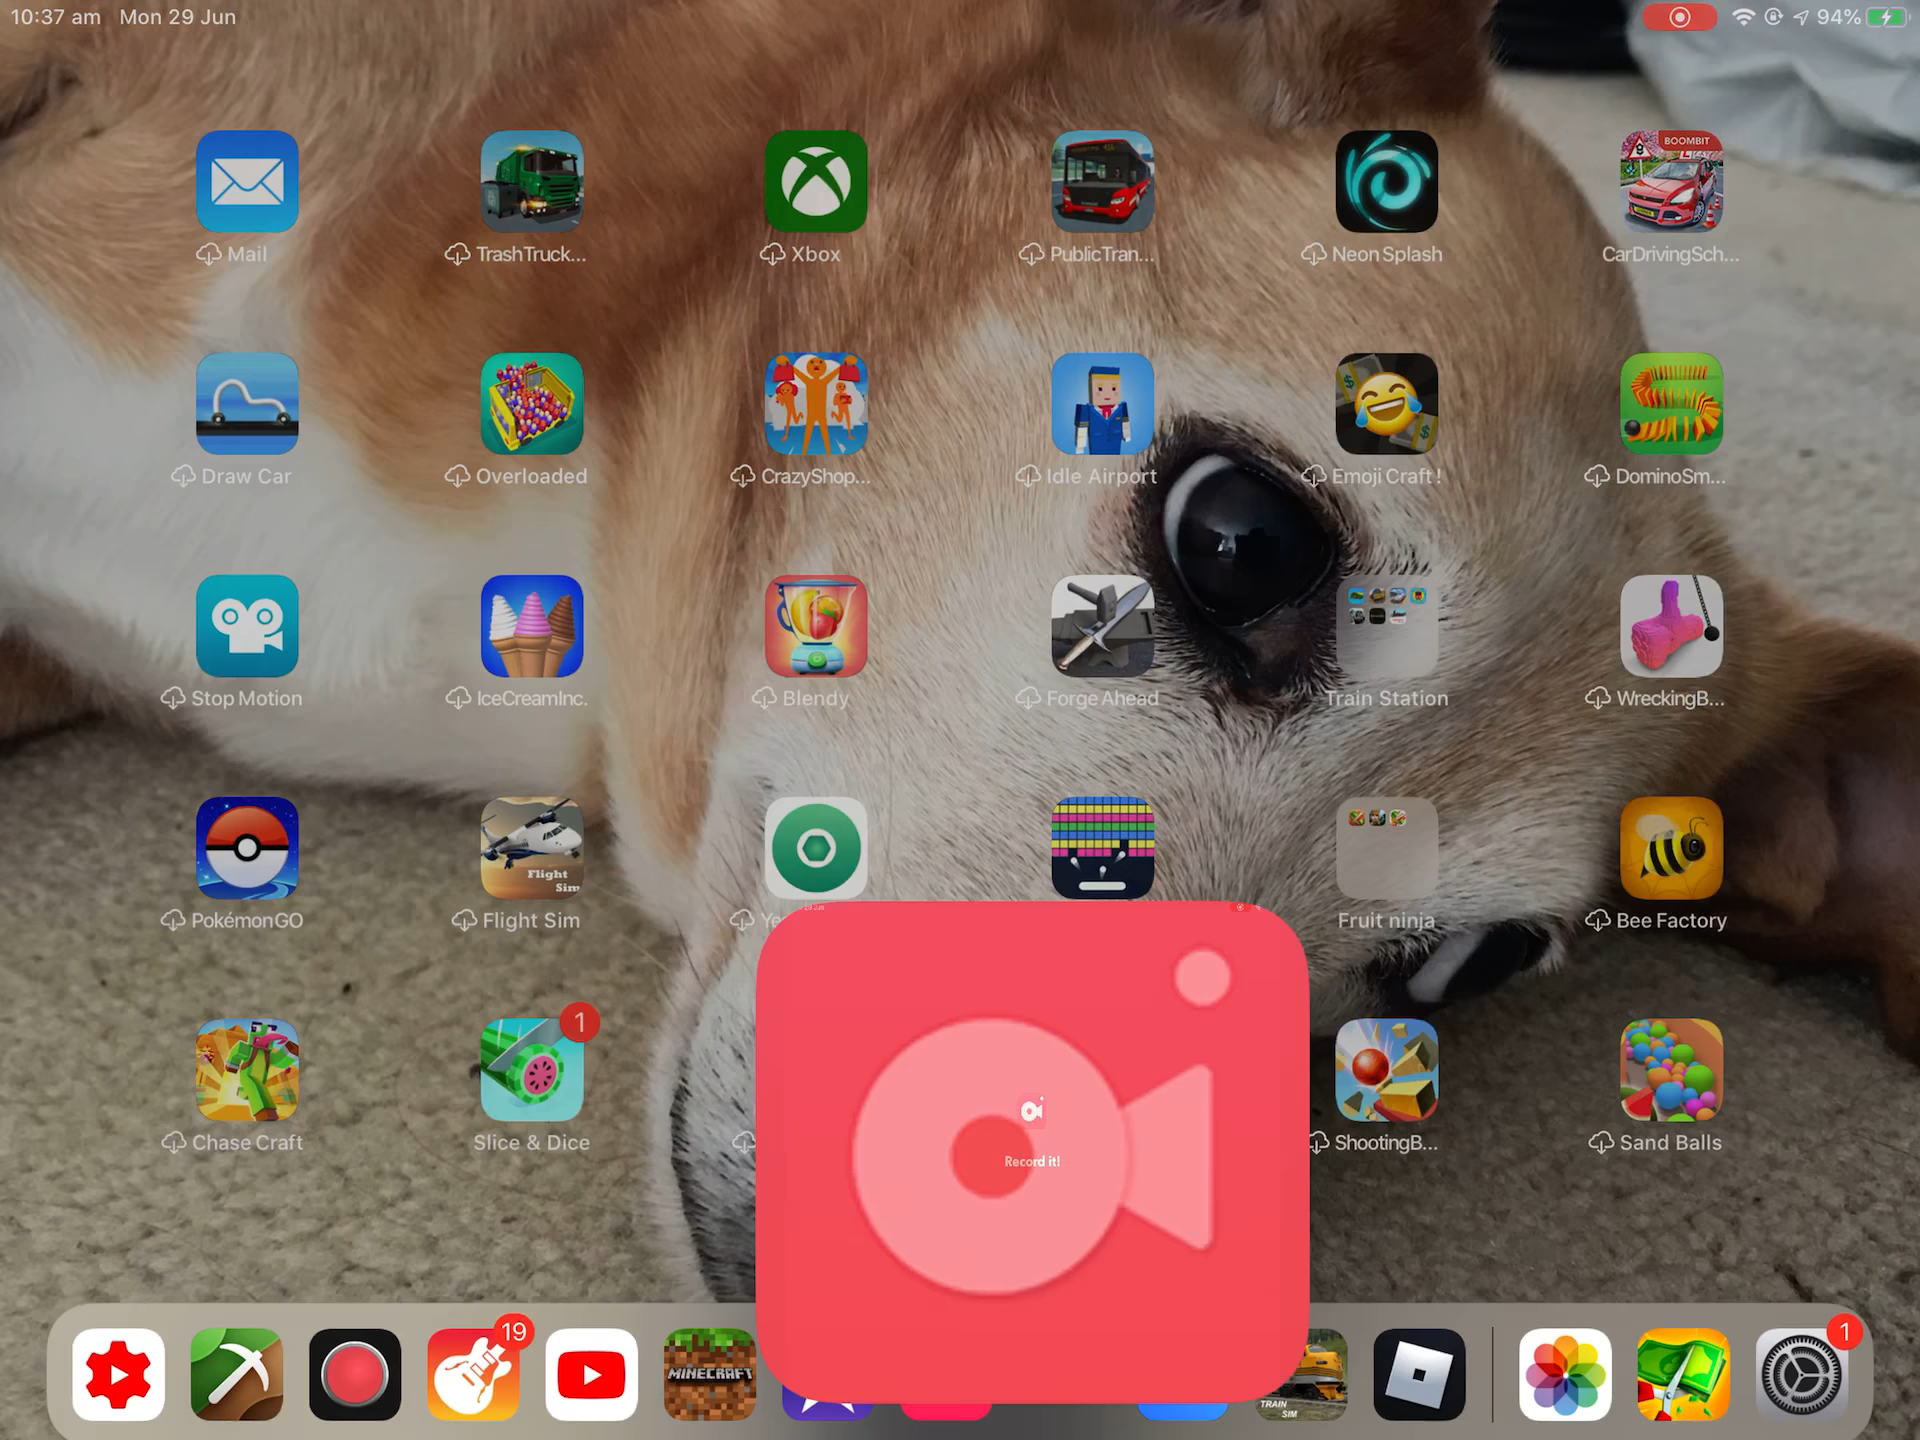 10:37 am Mon 29 Jun
94%
BOOMBIT
Mail
TrashTruck...
Xbox
PublicTran...
Neon Splash
CarDrivingSch...
Draw Car
Overloaded
CrazyShop...
Idle Airport
Emoji Craft!
DominoSm...
Stop Motion
IceCreamInc.
Blendy
Forge Ahead
Train Station
WreckingB...
Flight
Sim
PokémonGO
Flight Sim
Fruit ninja
Bee Factory
1
Chase Craft
Slice & Dice
ShootingB...
Sand Balls
Record it!
19
1
MINECRAFT
TRAIN
SIM